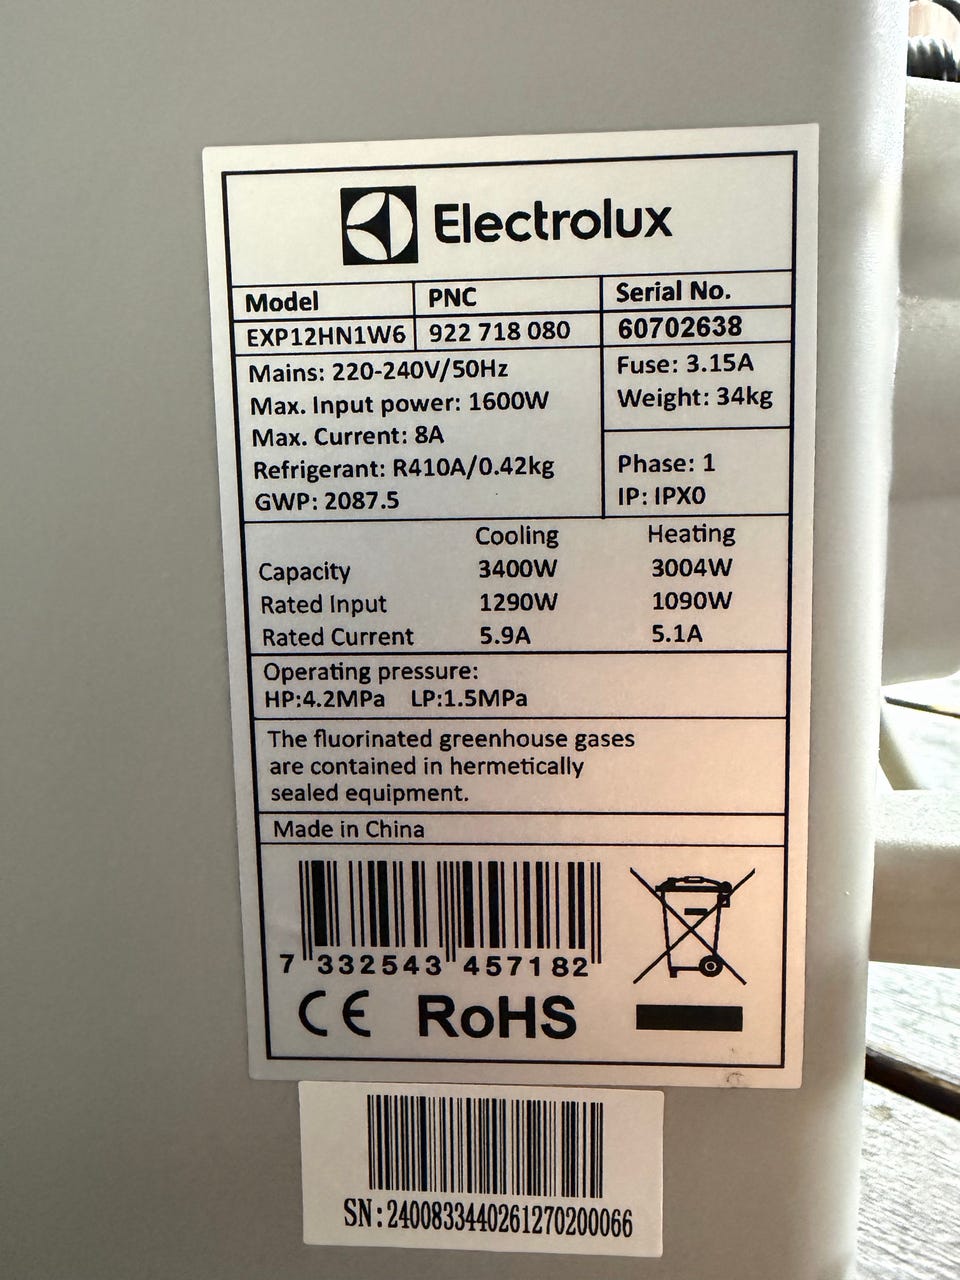 Electrolux
Model PNC Serial No.
EXP12HN1W6 922 718 080 60702638
Mains: 220-240V/50Hz
Max. Input power: 1600W
Max. Current: 8A
Refrigerant: R410A/0.42kg
GWP: 2087.5
Fuse: 3.15A
Weight: 34kg
Phase: 1
IP: IPX0
Cooling Heating
Capacity 3400W 3004W
Rated Input 1290W 1090W
Rated Current 5.9A 5.1A
Operating pressure:
HP:4.2MPa LP:1.5MPa
The fluorinated greenhouse gases
are contained in hermetically
sealed equipment.
Made in China
7 332543 457182
CE RoHS
SN:2400833440261270200066